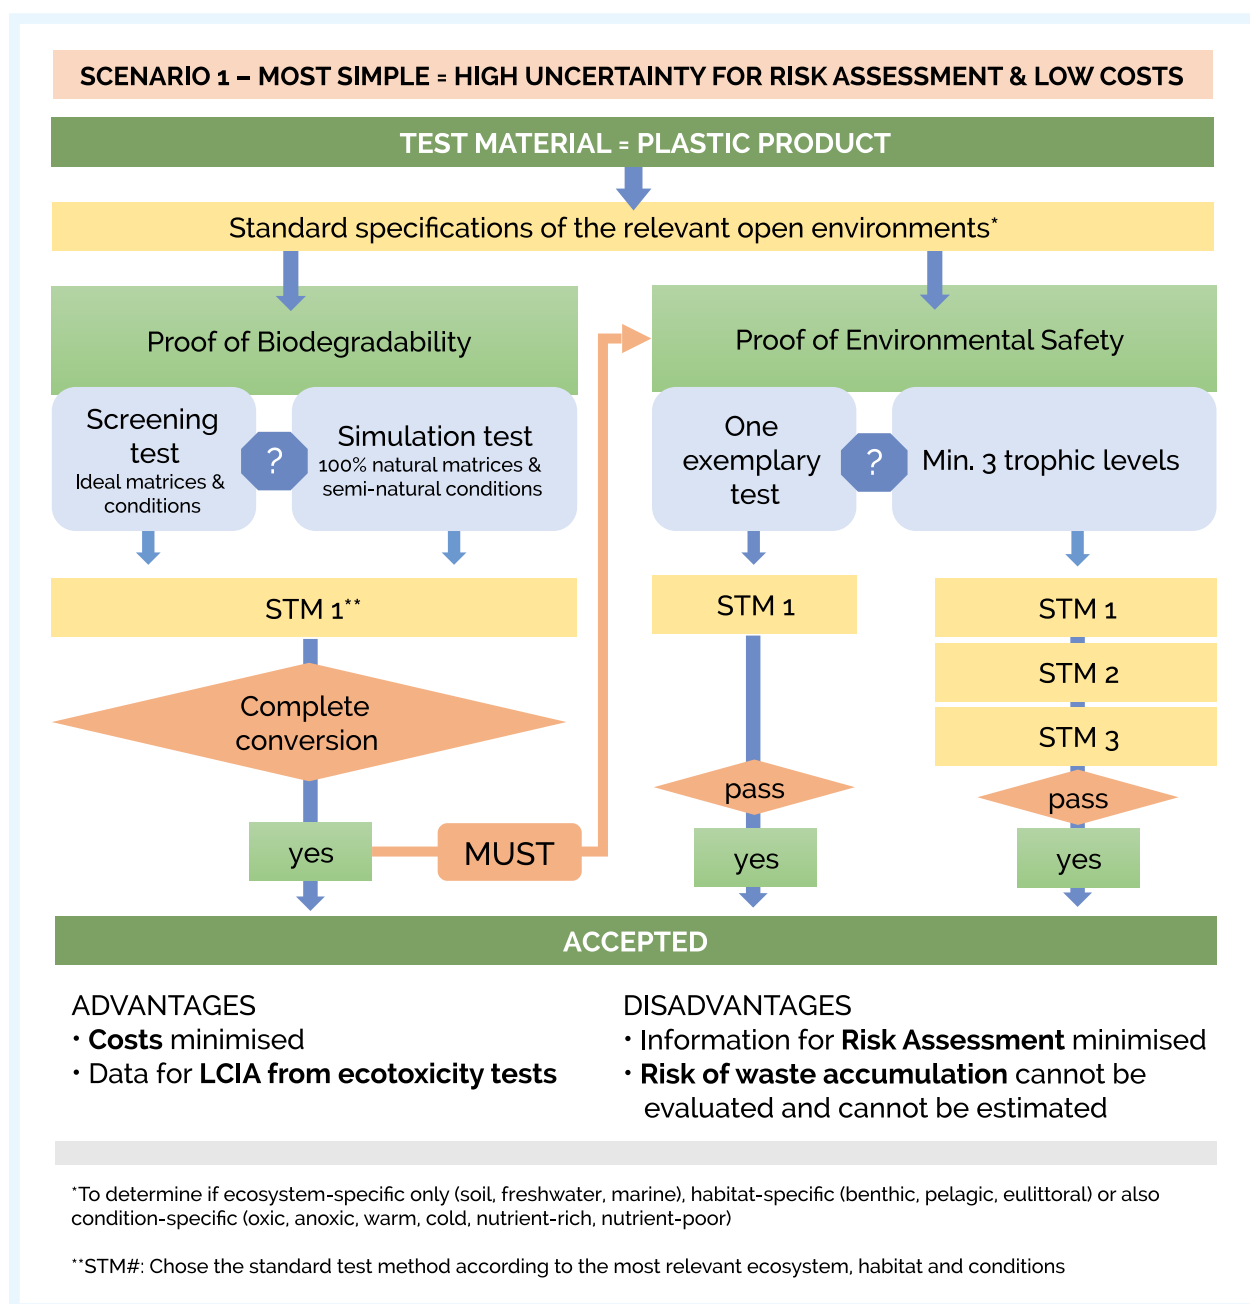 SCENARIO 1 – MOST SIMPLE = HIGH UNCERTAINTY FOR RISK ASSESSMENT & LOW COSTS
TEST MATERIAL = PLASTIC PRODUCT
Standard specifications of the relevant open environments*
Proof of Biodegradability
Screening
test
Ideal matrices &
conditions
?
Simulation test
100% natural matrices &
semi-natural conditions
STM 1**
Complete
conversion
yes
MUST
Proof of Environmental Safety
One
exemplary
test
?
Min. 3 trophic levels
STM 1
pass
yes
STM 1
STM 2
STM 3
pass
yes
ACCEPTED
ADVANTAGES
· Costs minimised
· Data for LCIA from ecotoxicity tests
DISADVANTAGES
· Information for Risk Assessment minimised
· Risk of waste accumulation cannot be
evaluated and cannot be estimated
*To determine if ecosystem-specific only (soil, freshwater, marine), habitat-specific (benthic, pelagic, eulittoral) or also
condition-specific (oxic, anoxic, warm, cold, nutrient-rich, nutrient-poor)
**STM#: Chose the standard test method according to the most relevant ecosystem, habitat and conditions